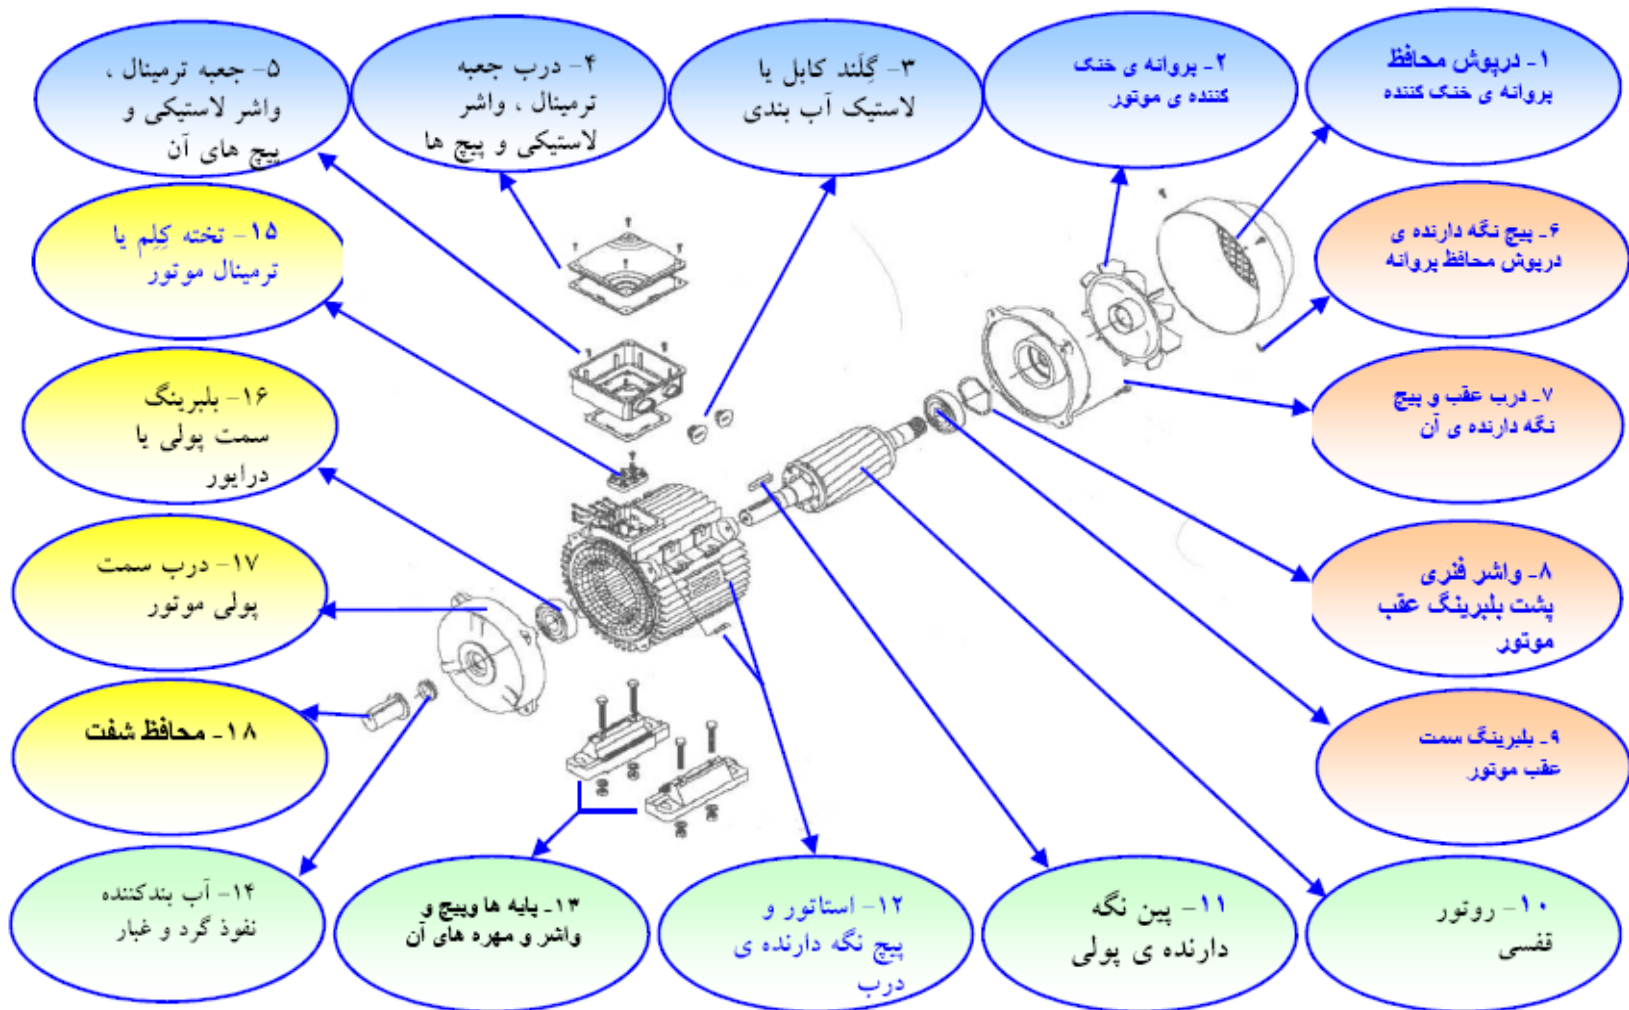 ۱- درپوش محافظ
پروانه ی خنک کننده
۲- پروانه ی خنک
کننده ی موتور
۳- گِلَند کابل یا
لاستیک آب بندی
۴- درب جعبه
ترمینال ، واشر
لاستیکی و پیچ ها
۵- جعبه ترمینال ،
واشر لاستیکی و
پیچ های آن
۶- پیچ نگه دارنده ی
درپوش محافظ پروانه
۷- درب عقب و پیچ
نگه دارنده ی آن
۸- واشر فنری
پشت بلبرینگ عقب
موتور
۹- بلبرینگ سمت
عقب موتور
۱۰- روتور
قفسی
۱۱- پین نگه
دارنده ی پولی
۱۲- استاتور و
پیچ نگه دارنده ی
درب
۱۳- پایه ها وپیچ و
واشر و مهره های آن
۱۴- آب بندکننده
نفوذ گرد و غبار
۱۵- تخته کِلِم یا
ترمینال موتور
۱۶- بلبرینگ
سمت پولی یا
درایور
۱۷- درب سمت
پولی موتور
۱۸- محافظ شفت